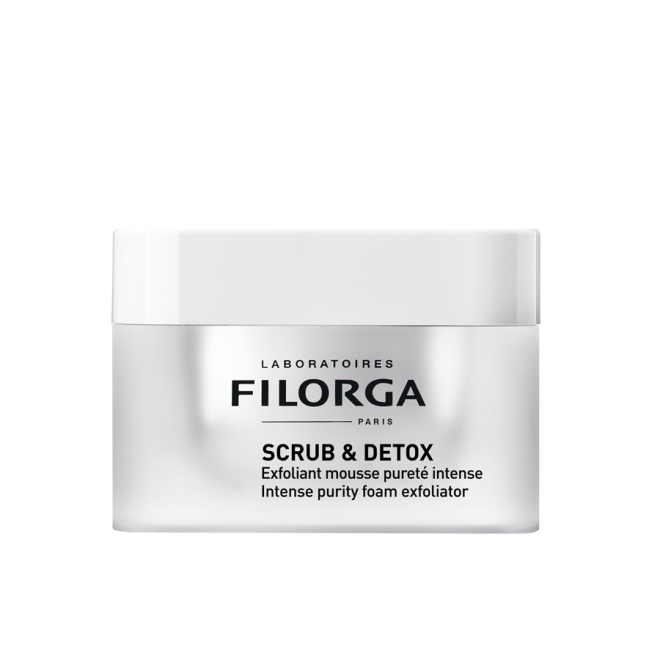 LABORATOIRES
FILORGA
PARIS
SCRUB & DETOX
Exfoliant mousse pureté intense
Intense purity foam exfoliator